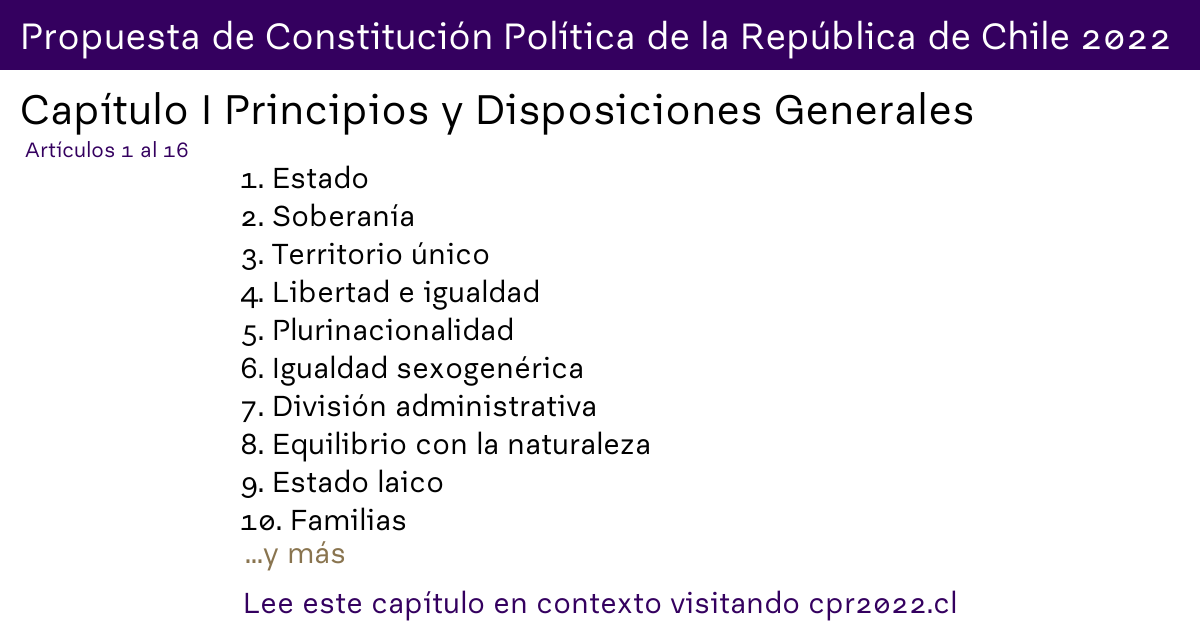 Propuesta de Constitución Política de la República de Chile 2022
Capítulo I Principios y Disposiciones Generales
Artículos 1 al 16
1. Estado
2. Soberanía
3. Territorio único
4. Libertad e igualdad
5. Plurinacionalidad
6. Igualdad sexogenérica
7. División administrativa
8. Equilibrio con la naturaleza
9. Estado laico
10. Familias
...y más
Lee este capítulo en contexto visitando cpr2022.cl